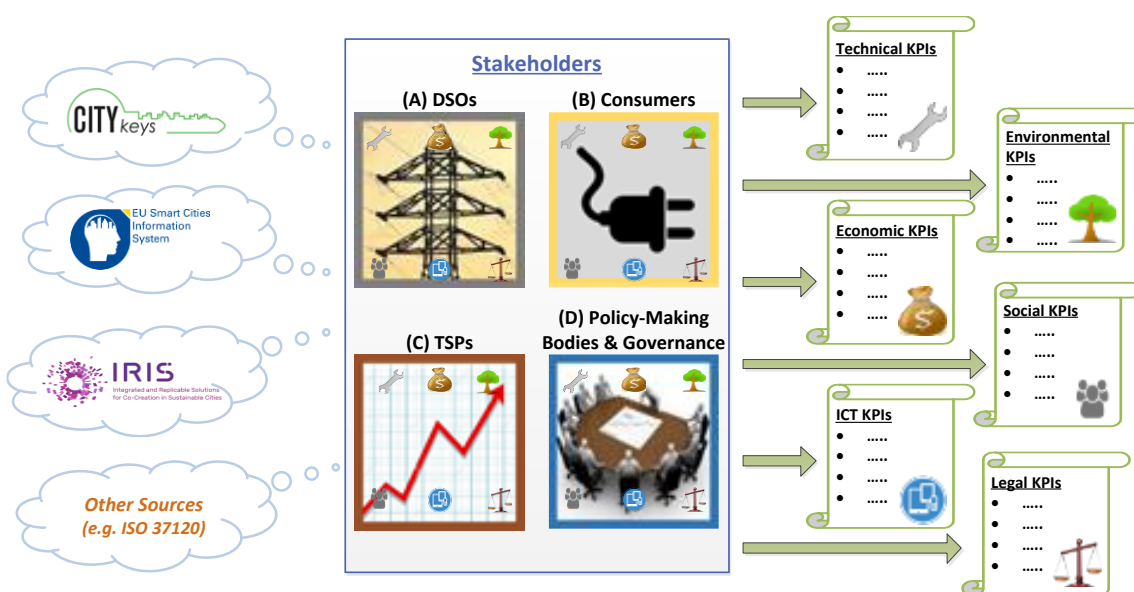 CITY keys
EU Smart Cities
Information
System
IRIS
Integrated and Replicable Solutions
for Co-Creation in Sustainable Cities
Other Sources
(e.g. ISO 37120)
Stakeholders
(A) DSOs
(B) Consumers
(C) TSPs
(D) Policy-Making
Bodies & Governance
Technical KPIs
• .....
• .....
• .....
• .....
Environmental
KPIs
• .....
• .....
• .....
• .....
Economic KPIs
• .....
• .....
• .....
• .....
Social KPIs
• .....
• .....
• .....
• .....
ICT KPIs
• .....
• .....
• .....
• .....
Legal KPIs
• .....
• .....
• .....
• .....